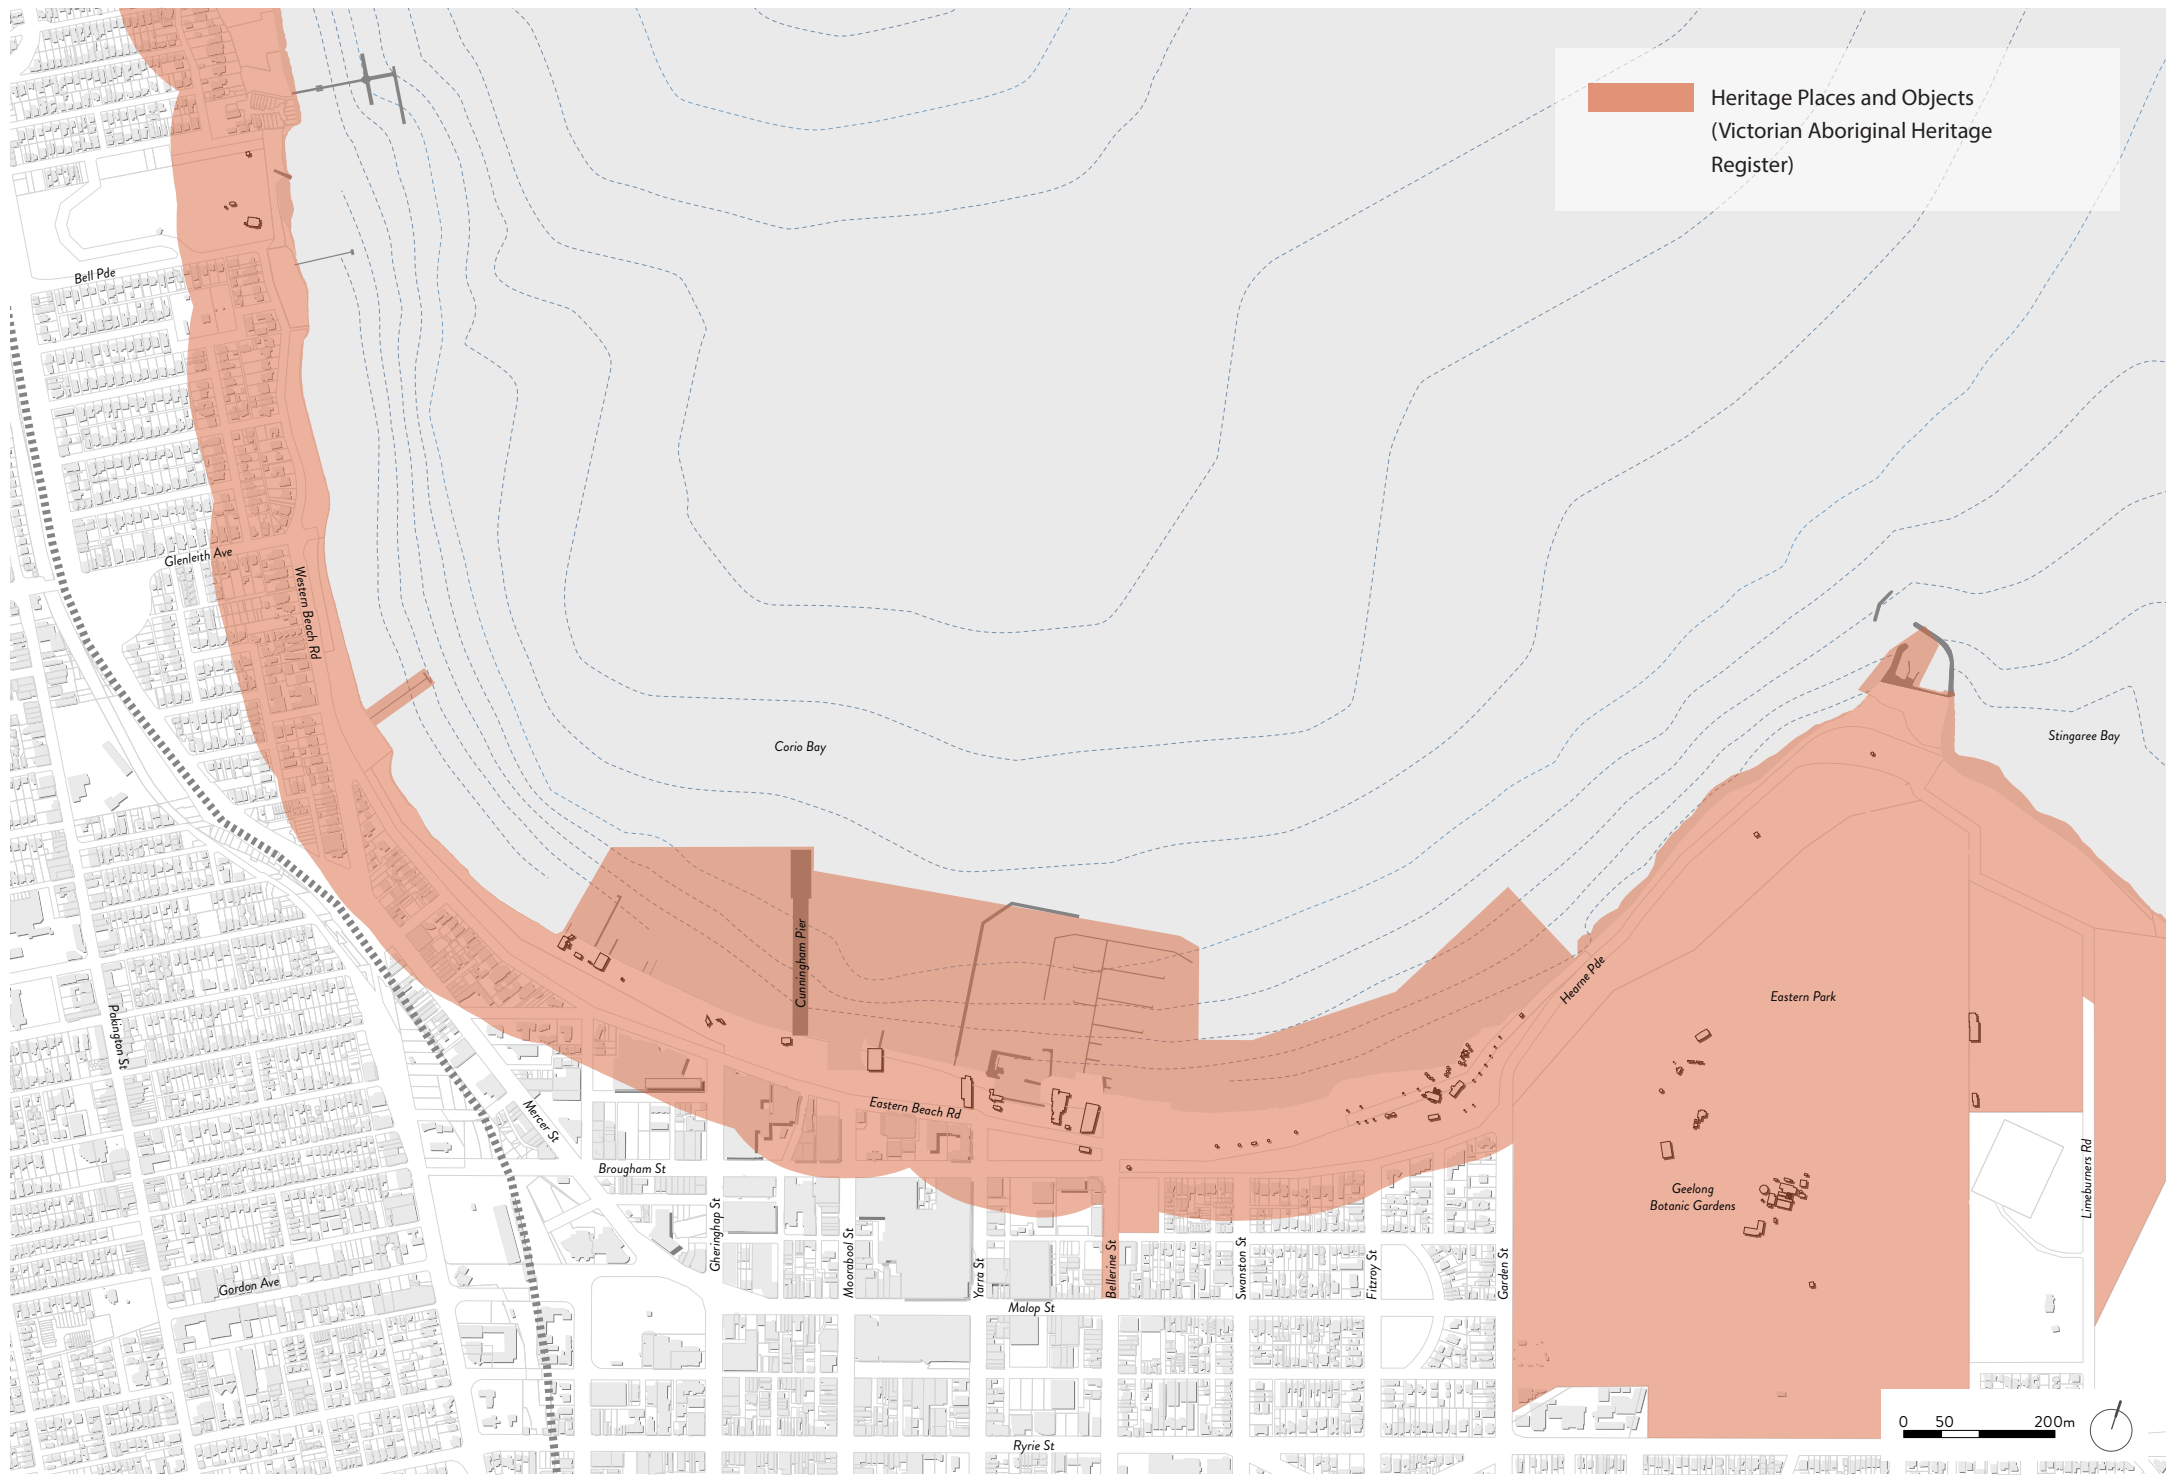 Heritage Places and Objects
(Victorian Aboriginal Heritage
Register)
Bell Pde
Glenleith Ave
Western Beach Rd
Corio Bay
Stingaree Bay
Cunningham Pier
Hearne Pde
Eastern Park
Pakington St
Mercer St
Eastern Beach Rd
Brougham St
Geelong
Botanic Gardens
Limeburners Rd
Gheringhap St
Moorabool St
Yarra St
Bellerine St
Swanston St
Fitzroy St
Garden St
Gordon Ave
Malop St
Ryrie St
0 50 200m